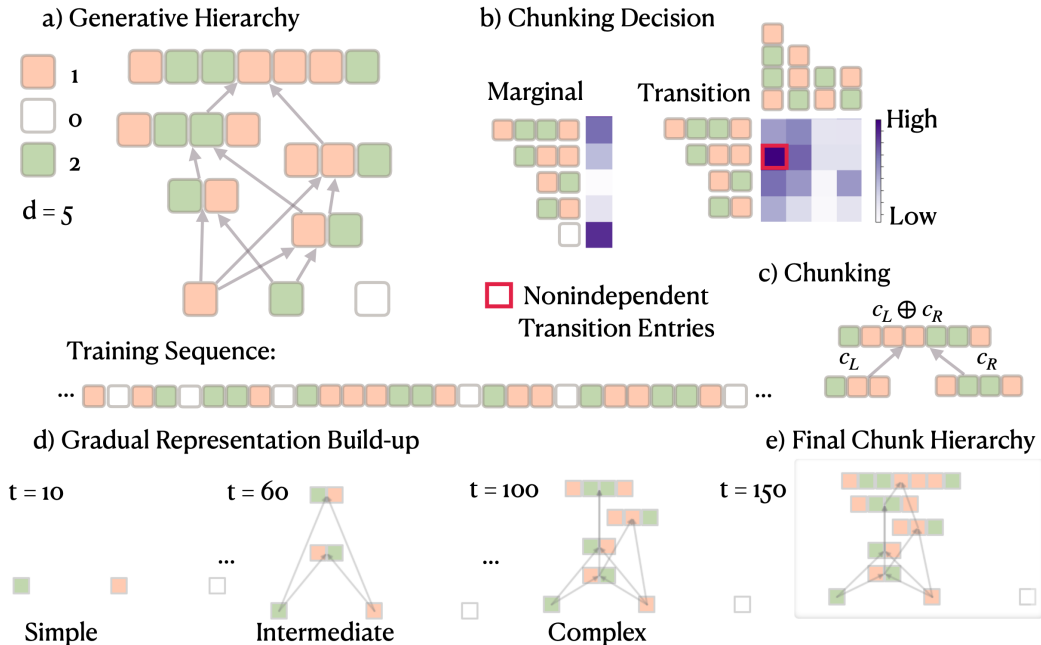 a) Generative Hierarchy
1
0
2
d = 5
b) Chunking Decision
Marginal
Transition
High
Low
Nonindependent
Transition Entries
c) Chunking
c_L ⊕ c_R
c_L
c_R
Training Sequence:
...
...
d) Gradual Representation Build-up
t = 10
t = 60
t = 100
...
...
Simple
Intermediate
Complex
e) Final Chunk Hierarchy
t = 150